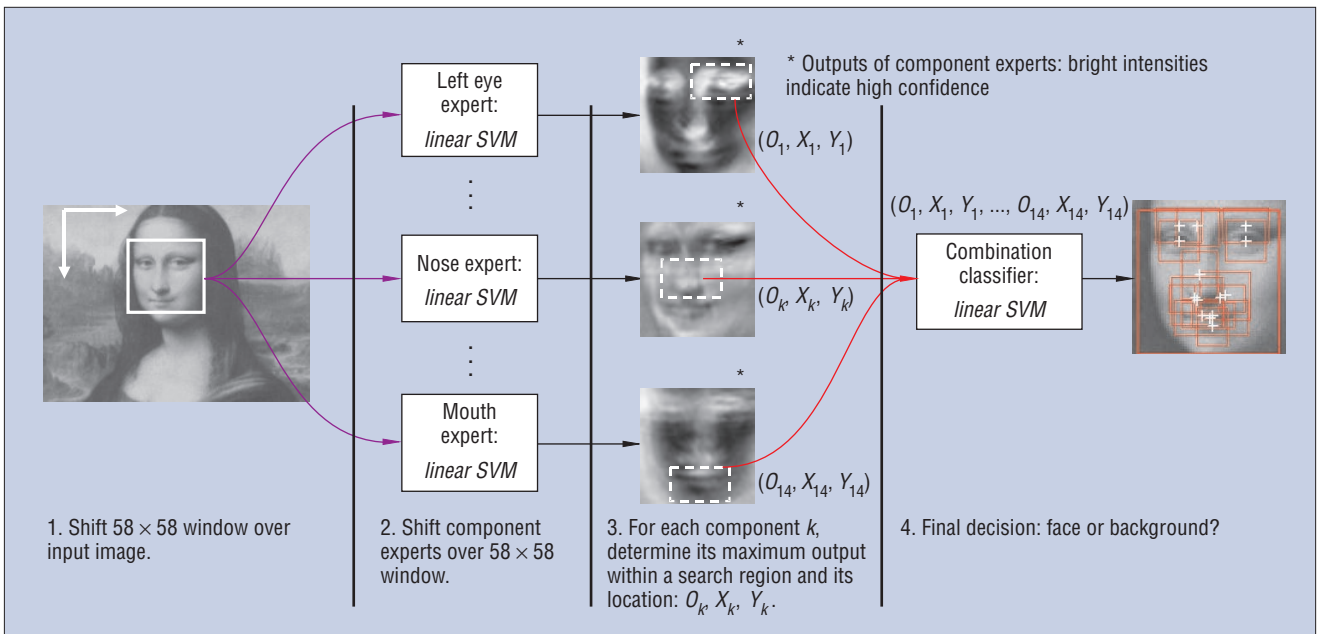 *
* Outputs of component experts: bright intensities
indicate high confidence
Left eye
expert:
linear SVM
(O1, X1, Y1)
*
(O1, X1, Y1, ..., O14, X14, Y14)
Nose expert:
linear SVM
(Ok, Xk, Yk)
Combination
classifier:
linear SVM
*
Mouth
expert:
linear SVM
(O14, X14, Y14)
1. Shift 58 × 58 window over
input image.
2. Shift component
experts over 58 × 58
window.
3. For each component k,
determine its maximum output
within a search region and its
location: Ok, Xk, Yk.
4. Final decision: face or background?